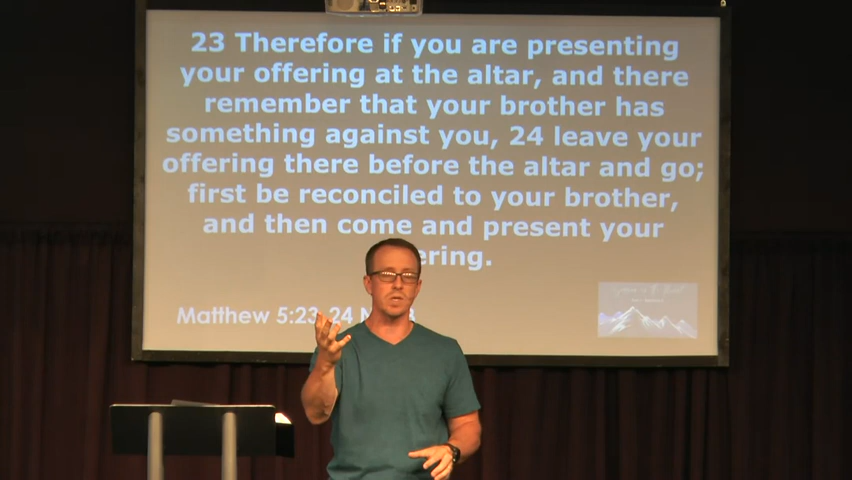 23 Therefore if you are presenting
your offering at the altar, and there
remember that your brother has
something against you, 24 leave your
offering there before the altar and go;
first be reconciled to your brother,
and then come and present your
ering.
Matthew 5:23-24 N